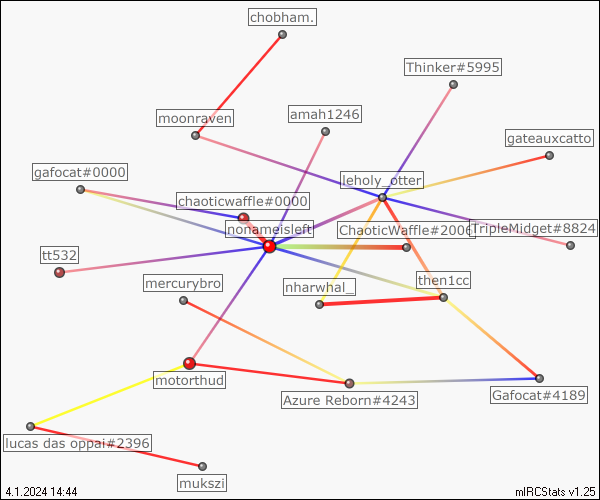 chobham.
Thinker#5995
moonraven
amah1246
gateauxcatto
gafocat#0000
leholy_otter
chaoticwaffle#0000
nonameisleft
ChaoticWaffle#2006
TripleMidget#8824
tt532
mercurybro
nharwhal_
then1cc
motorthud
Azure Reborn#4243
Gafocat#4189
lucas das oppai#2396
mukszi
4.1.2024 14:44
mIRCStats v1.25